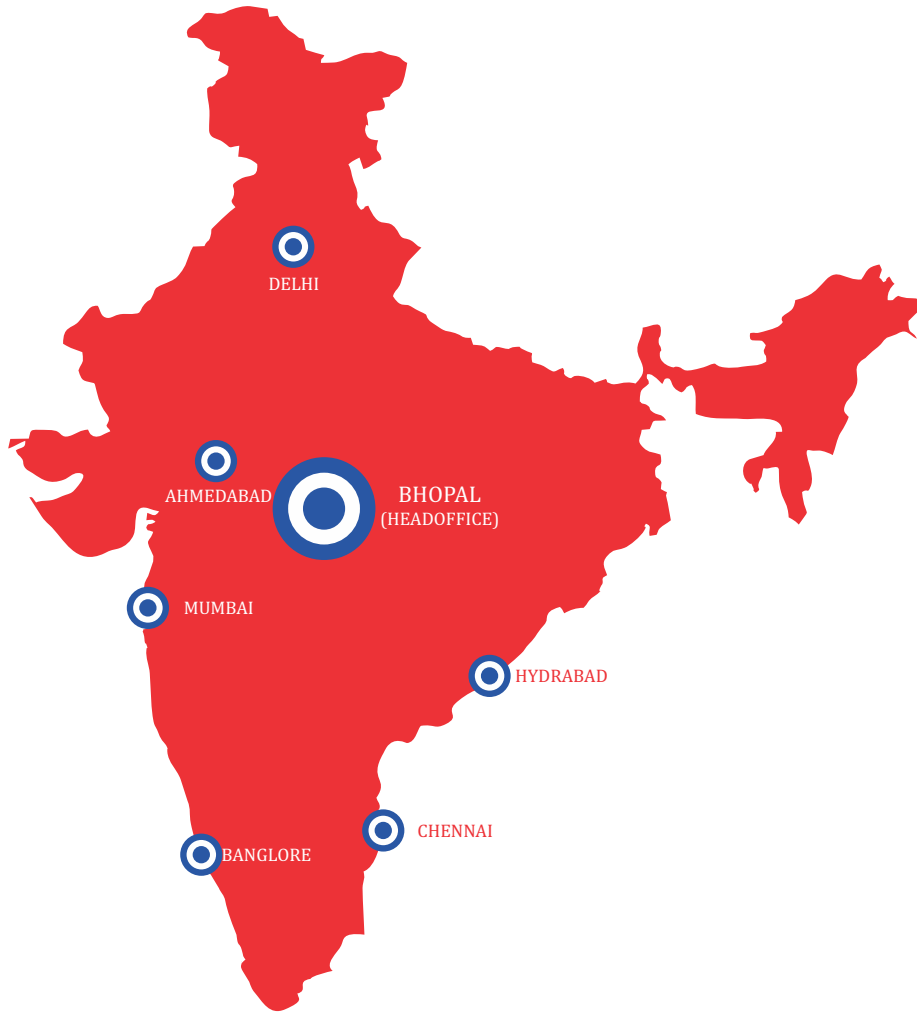 DELHI
AHMEDABAD
BHOPAL
(HEADOFFICE)
MUMBAI
HYDRABAD
CHENNAI
BANGLORE